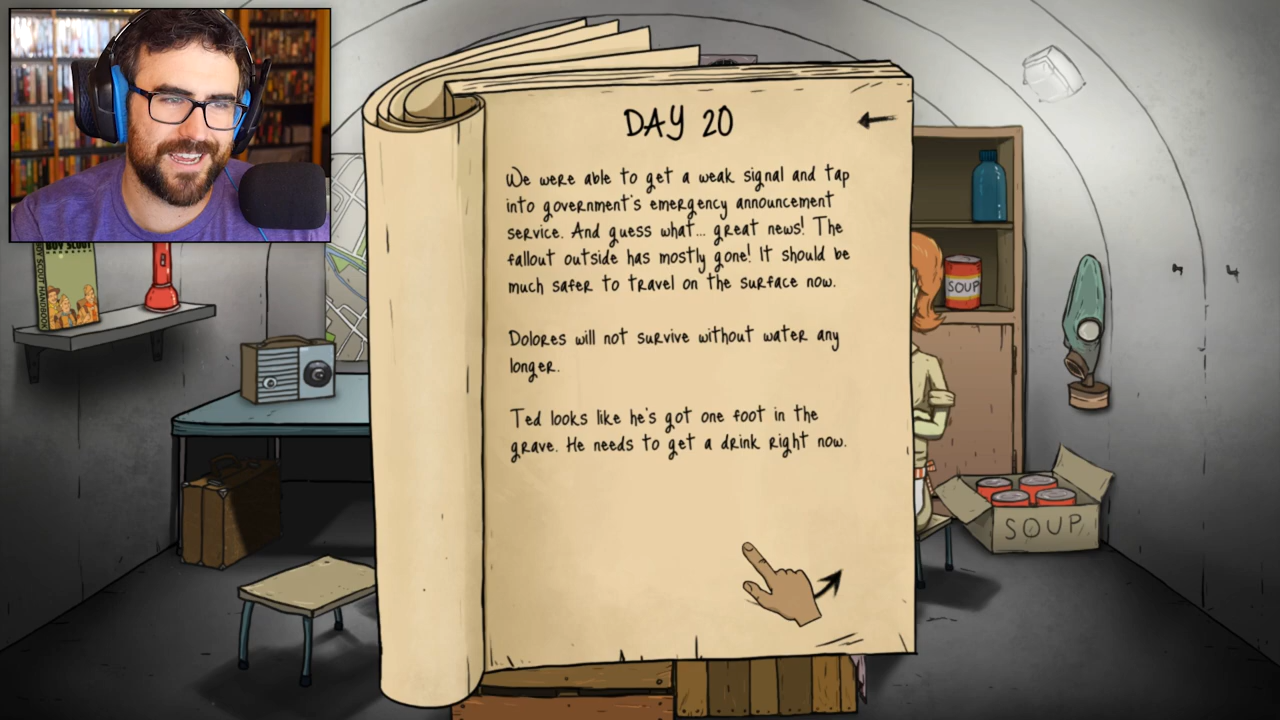 DAY 20
We were able to get a weak signal and tap
into government's emergency announcement
service. And guess what... great news! The
fallout outside has mostly gone! It should be
much safer to travel on the surface now.
Dolores will not survive without water any
longer.
Ted looks like he's got one foot in the
grave. He needs to get a drink right now.
BOY SCOUT
BOY SCOUT HANDBOOK
SOUP
SOUP